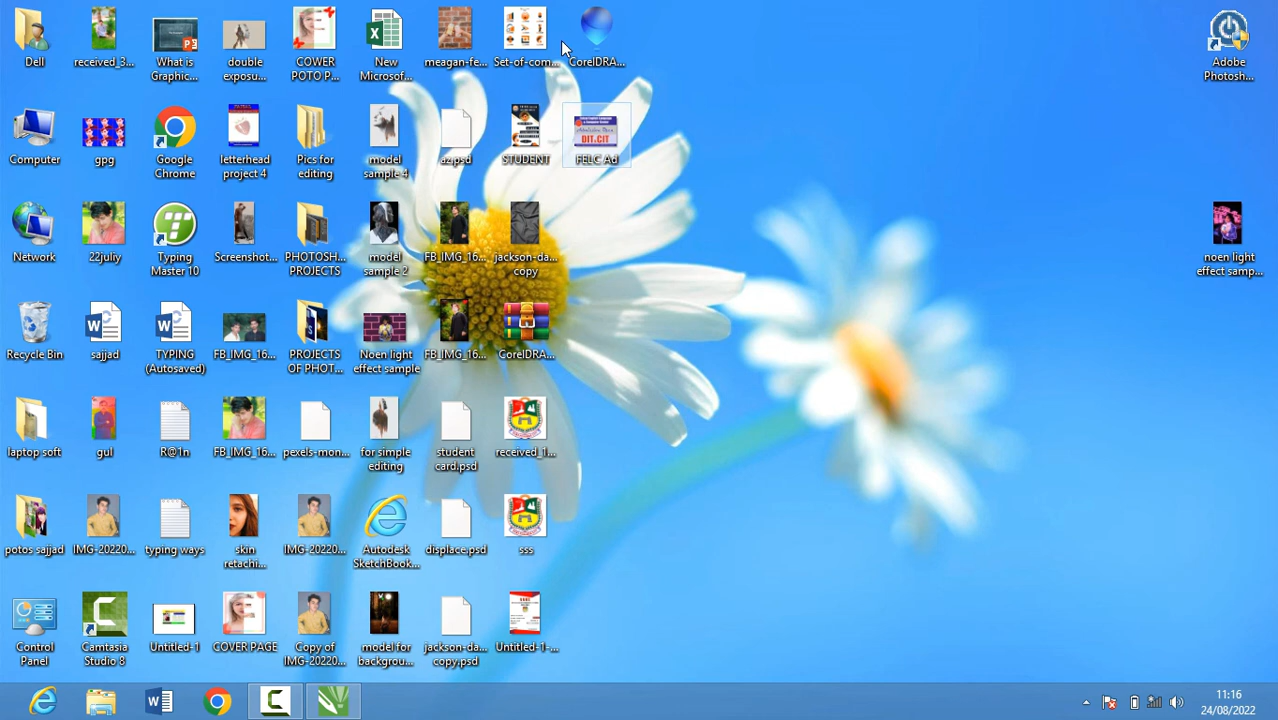 Dell
received_3...
What is
Graphic...
double
exposu...
COWER
POTO P...
New
Microsof...
meagan-fe...
Set-of-com...
CorelDRA...
Adobe
Photosh...
Computer
gpg
Google
Chrome
letterhead
project 4
Pics for
editing
model
sample 4
az.psd
STUDENT
DIT.CIT
FELC Ad
Network
22juliy
Typing
Master 10
Screenshot...
PHOTOSH...
PROJECTS
model
sample 2
FB_IMG_16...
jackson-da...
copy
noen light
effect samp...
Recycle Bin
sajjad
TYPING
(Autosaved)
FB_IMG_16...
PROJECTS
OF PHOT...
Noen light
effect sample
FB_IMG_16...
CorelDRA...
laptop soft
gul
R@1n
FB_IMG_16...
pexels-mon...
for simple
editing
student
card.psd
received_1...
potos sajjad
IMG-20220...
typing ways
skin
retachi...
IMG-20220...
Autodesk
SketchBook...
displace.psd
sss
Control
Panel
Camtasia
Studio 8
Untitled-1
COVER PAGE
Copy of
IMG-20220...
model for
backgrou...
jackson-da...
copy.psd
Untitled-1-...
11:16
24/08/2022